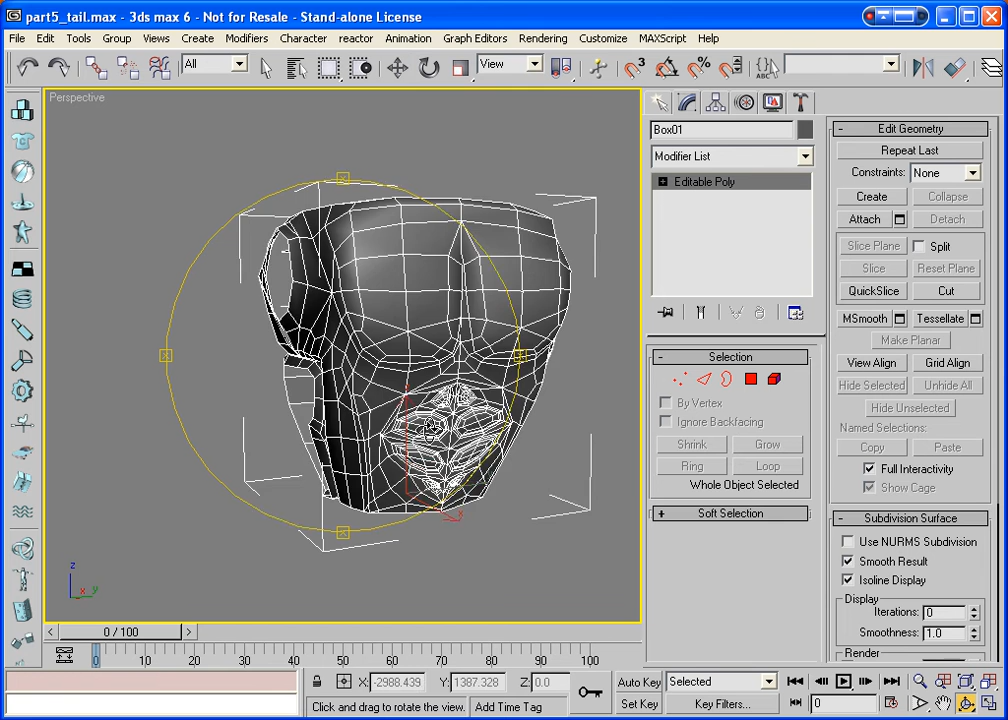 part5_tail.max - 3ds max 6 - Not for Resale - Stand-alone License
File Edit Tools Group Views Create Modifiers Character reactor Animation Graph Editors Rendering Customize MAXScript Help
All
View
Perspective
Box01
Modifier List
Editable Poly
Selection
By Vertex
Ignore Backfacing
Shrink Grow
Ring Loop
Whole Object Selected
Soft Selection
Edit Geometry
Repeat Last
Constraints: None
Create Collapse
Attach Detach
Slice Plane Split
Slice Reset Plane
QuickSlice Cut
MSmooth Tessellate
Make Planar
View Align Grid Align
Hide Selected Unhide All
Hide Unselected
Named Selections:
Copy Paste
Full Interactivity
Show Cage
Subdivision Surface
Use NURMS Subdivision
Smooth Result
Isoline Display
Display
Iterations: 0
Smoothness: 1.0
Render
z
x y
0 / 100
0 10 20 30 40 50 60 70 80 90 100
X: -2988.439 Y: 1387.328 Z: 0.0
Auto Key Selected
Click and drag to rotate the view. Add Time Tag
Set Key Key Filters... 0